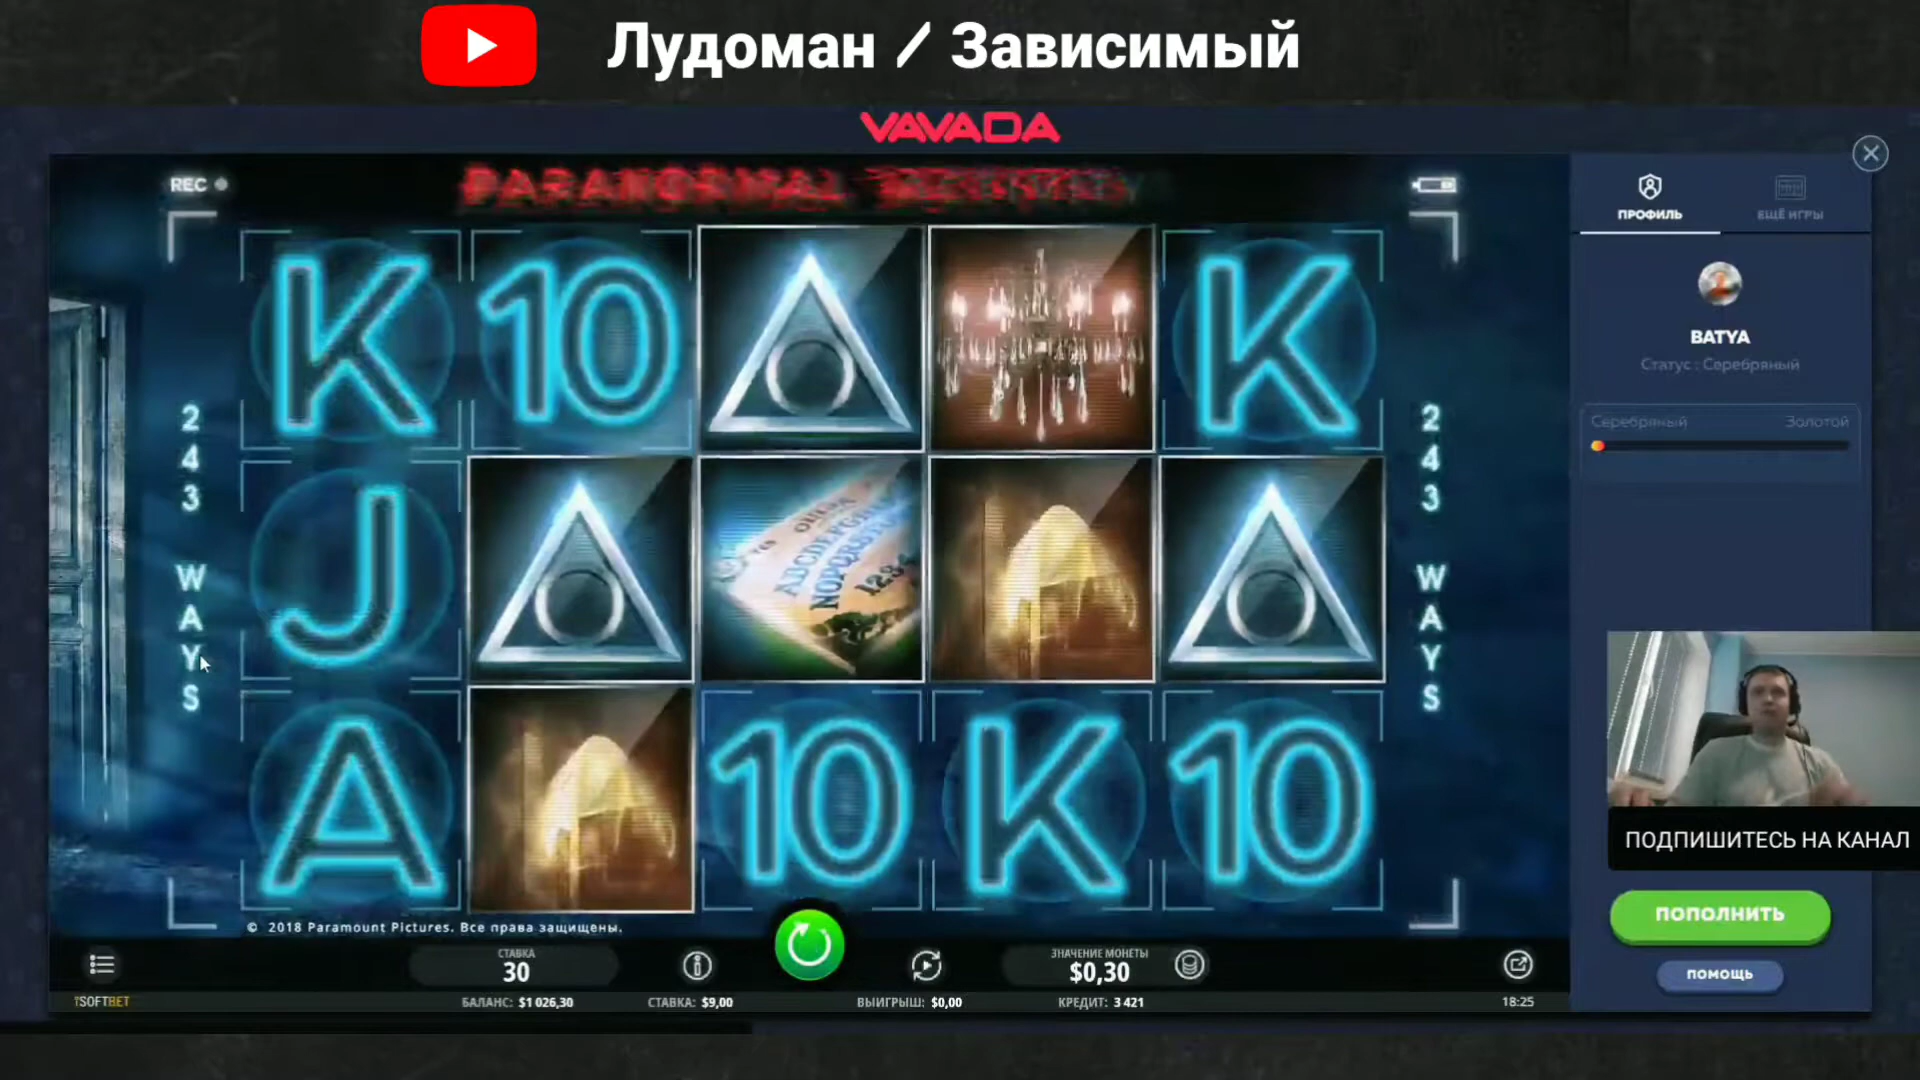 Лудоман / Зависимый
VAVADA
REC
PARANORMAL
ПРОФИЛЬ
ЕЩЁ ИГРЫ
BATYA
Статус : Серебряный
Серебряный
Золотой
K
10
K
243 WAYS
243 WAYS
J
A
10
K
10
ПОДПИШИТЕСЬ НА КАНАЛ
ПОПОЛНИТЬ
ПОМОЩЬ
© 2018 Paramount Pictures. Все права защищены.
СТАВКА
30
ЗНАЧЕНИЕ МОНЕТЫ
$0,30
iSOFTBET
БАЛАНС: $1 026,30
СТАВКА: $9,00
ВЫИГРЫШ: $0,00
КРЕДИТ: 3 421
18:25